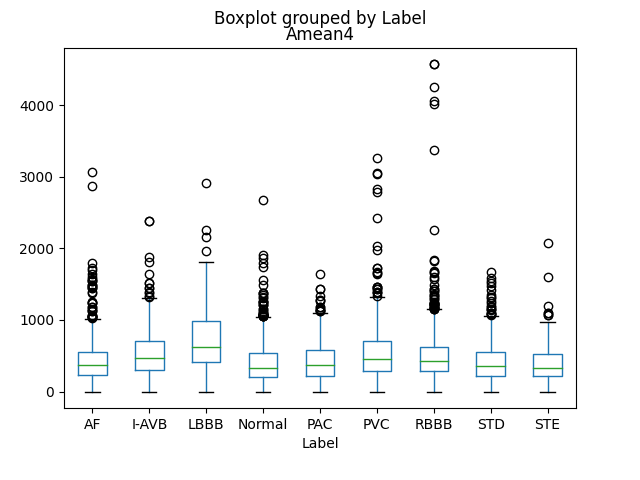 Boxplot grouped by Label
Amean4
4000
3000
2000
1000
0
AF I-AVB LBBB Normal PAC PVC RBBB STD STE
Label